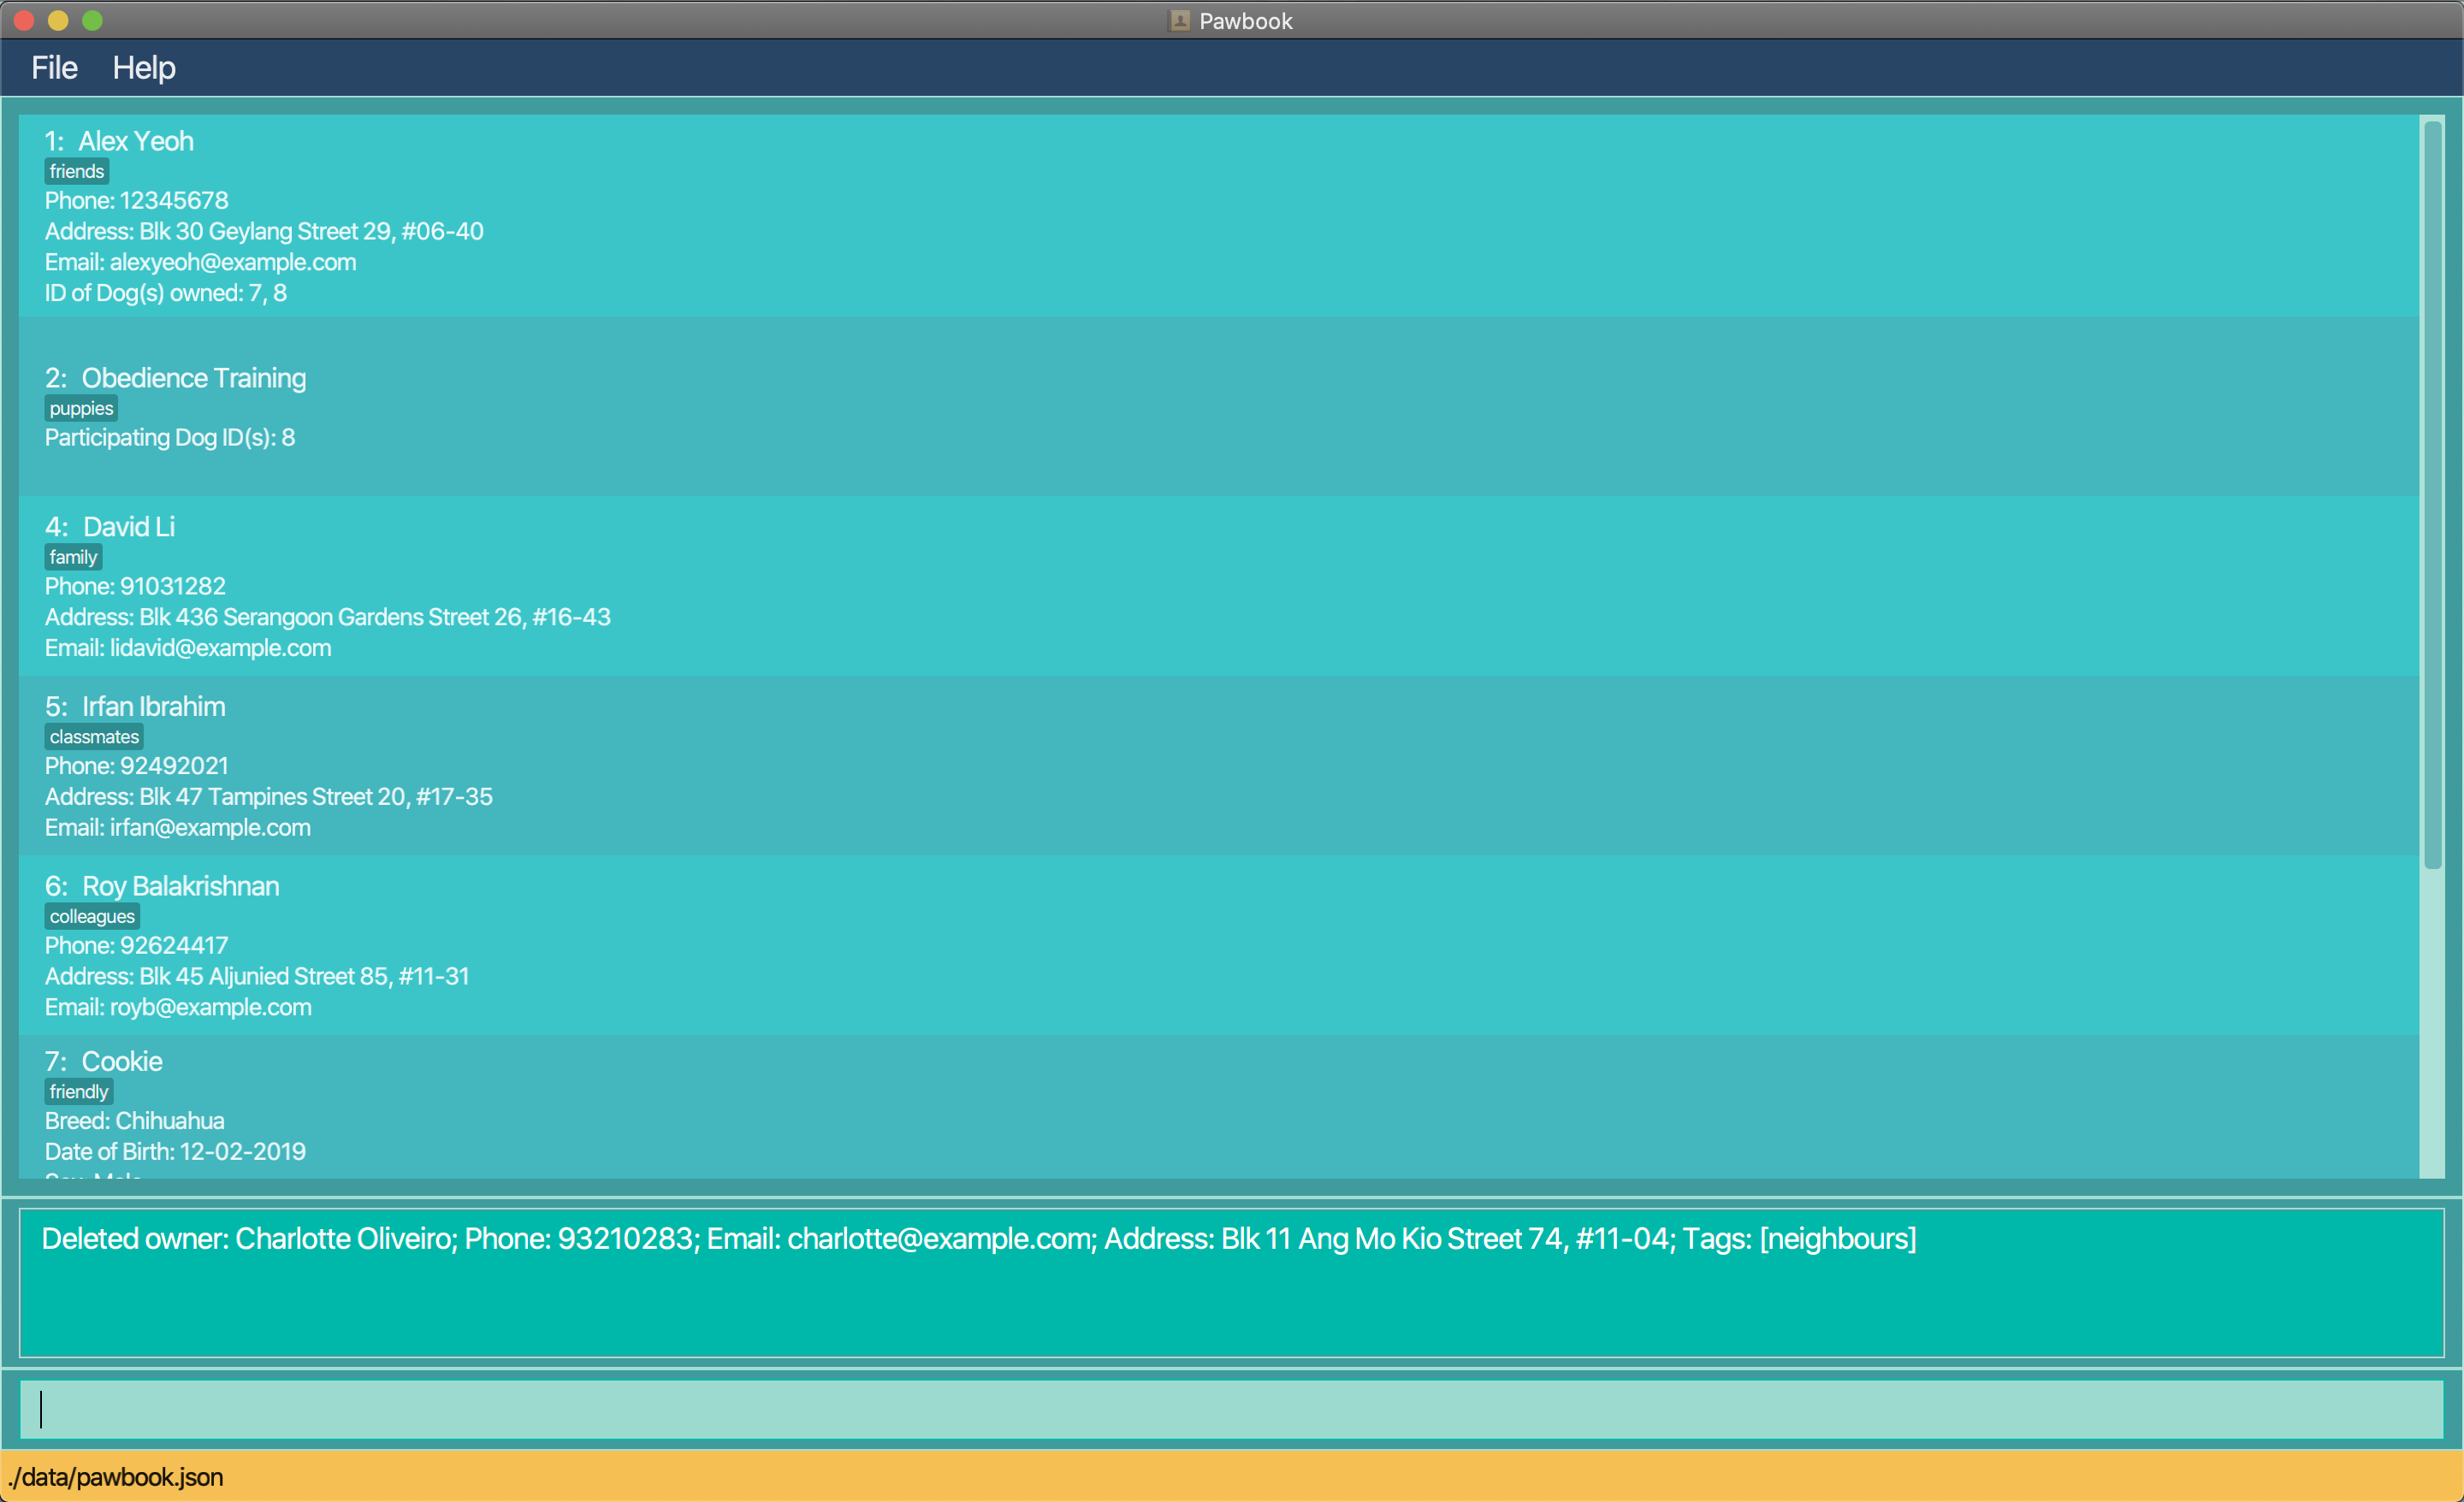 Pawbook
File Help
1: Alex Yeoh
friends
Phone: 12345678
Address: Blk 30 Geylang Street 29, #06-40
Email: alexyeoh@example.com
ID of Dog(s) owned: 7, 8
2: Obedience Training
puppies
Participating Dog ID(s): 8
4: David Li
family
Phone: 91031282
Address: Blk 436 Serangoon Gardens Street 26, #16-43
Email: lidavid@example.com
5: Irfan Ibrahim
classmates
Phone: 92492021
Address: Blk 47 Tampines Street 20, #17-35
Email: irfan@example.com
6: Roy Balakrishnan
colleagues
Phone: 92624417
Address: Blk 45 Aljunied Street 85, #11-31
Email: royb@example.com
7: Cookie
friendly
Breed: Chihuahua
Date of Birth: 12-02-2019
Deleted owner: Charlotte Oliveiro; Phone: 93210283; Email: charlotte@example.com; Address: Blk 11 Ang Mo Kio Street 74, #11-04; Tags: [neighbours]
./data/pawbook.json